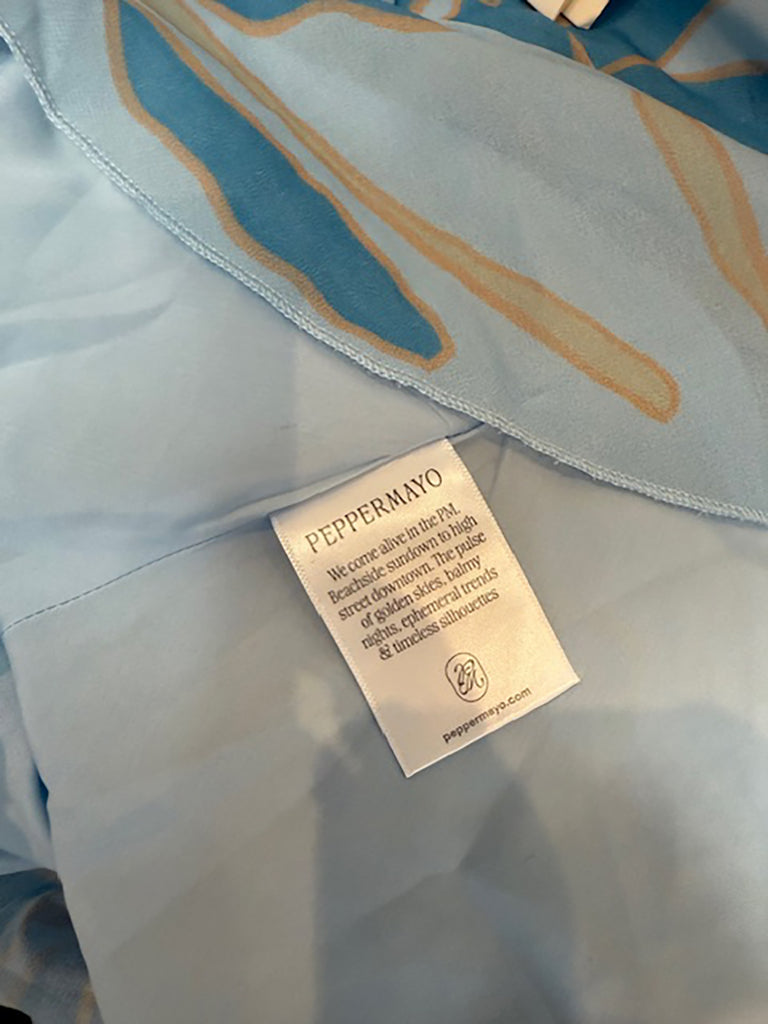 PEPPERMAYO
We come alive in the PM.
Beachside sundown to high
street downtown. The pulse
of golden skies, balmy
nights, ephemeral trends
& timeless silhouettes
peppermayo.com